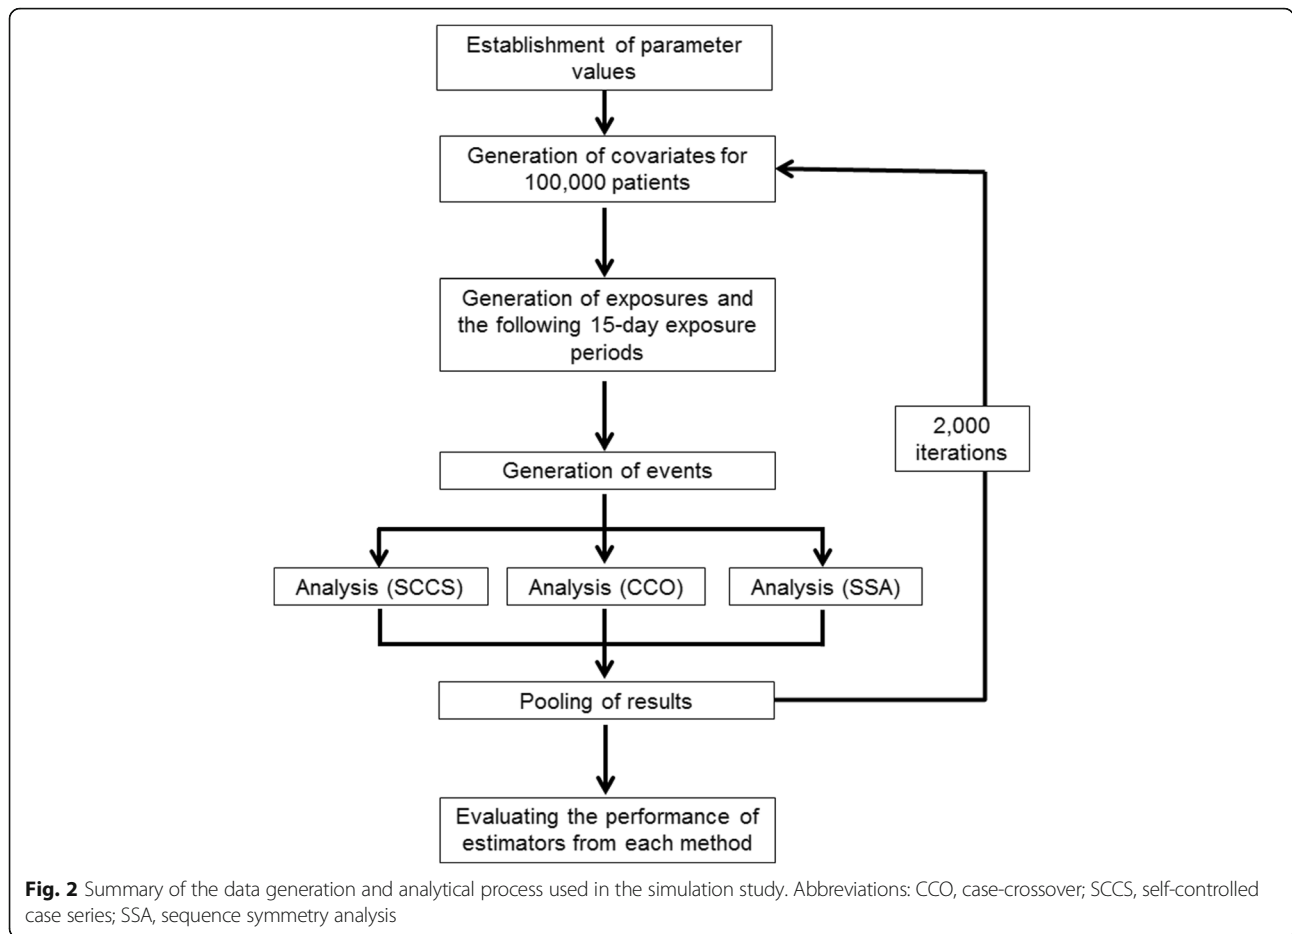 Establishment of parameter
values
Generation of covariates for
100,000 patients
Generation of exposures and
the following 15-day exposure
periods
2,000
iterations
Generation of events
Analysis (SCCS)
Analysis (CCO)
Analysis (SSA)
Pooling of results
Evaluating the performance of
estimators from each method
Fig. 2 Summary of the data generation and analytical process used in the simulation study. Abbreviations: CCO, case-crossover; SCCS, self-controlled
case series; SSA, sequence symmetry analysis